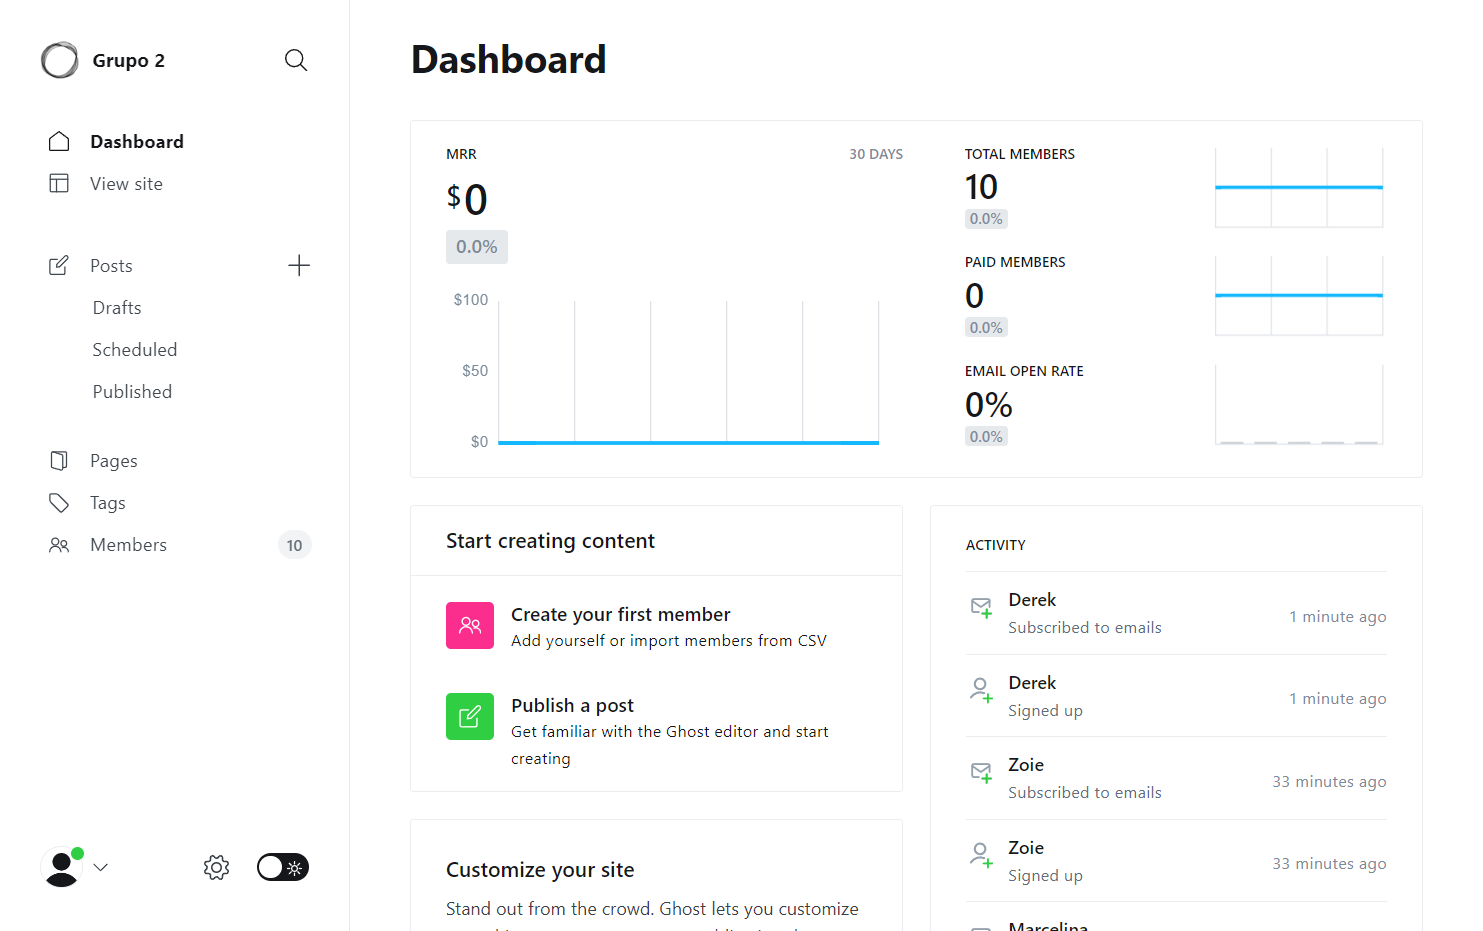 Grupo 2
Dashboard
View site
Posts
Drafts
Scheduled
Published
Pages
Tags
Members
10
Dashboard
MRR
30 DAYS
$0
0.0%
$100
$50
$0
TOTAL MEMBERS
10
0.0%
PAID MEMBERS
0
0.0%
EMAIL OPEN RATE
0%
0.0%
Start creating content
Create your first member
Add yourself or import members from CSV
Publish a post
Get familiar with the Ghost editor and start
creating
Customize your site
Stand out from the crowd. Ghost lets you customize
ACTIVITY
Derek
Subscribed to emails
1 minute ago
Derek
Signed up
1 minute ago
Zoie
Subscribed to emails
33 minutes ago
Zoie
Signed up
33 minutes ago
Marcelina